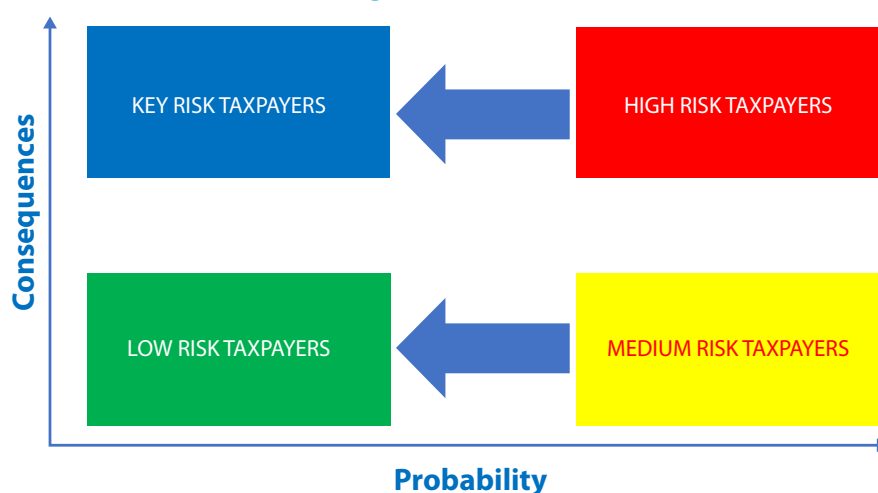 KEY RISK TAXPAYERS
HIGH RISK TAXPAYERS
Consequences
LOW RISK TAXPAYERS
MEDIUM RISK TAXPAYERS
Probability